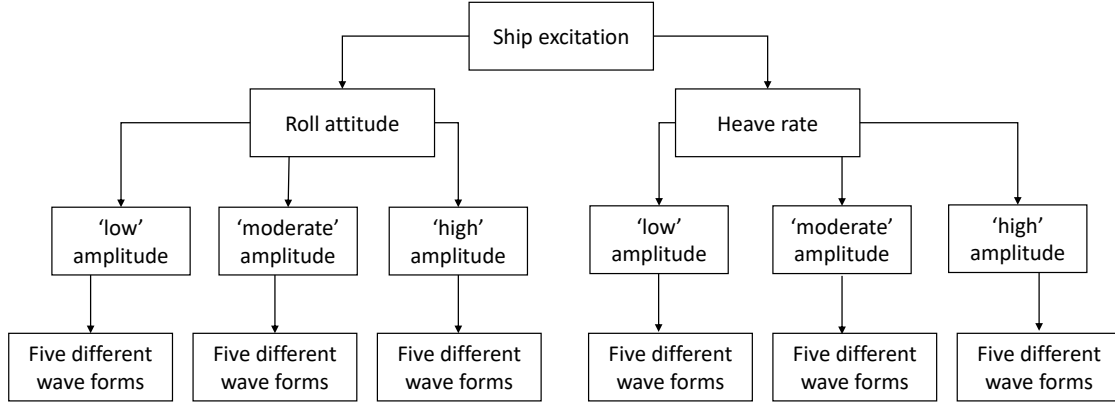 Ship excitation
Roll attitude
Heave rate
‘low’
amplitude
‘moderate’
amplitude
‘high’
amplitude
‘low’
amplitude
‘moderate’
amplitude
‘high’
amplitude
Five different
wave forms
Five different
wave forms
Five different
wave forms
Five different
wave forms
Five different
wave forms
Five different
wave forms